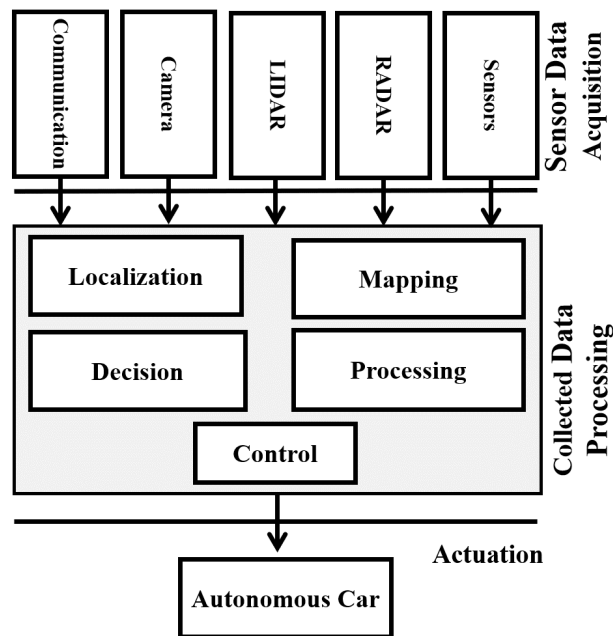 Communication
Camera
LIDAR
RADAR
Sensors
Sensor Data
Acquisition
Localization
Mapping
Decision
Processing
Control
Collected Data
Processing
Actuation
Autonomous Car